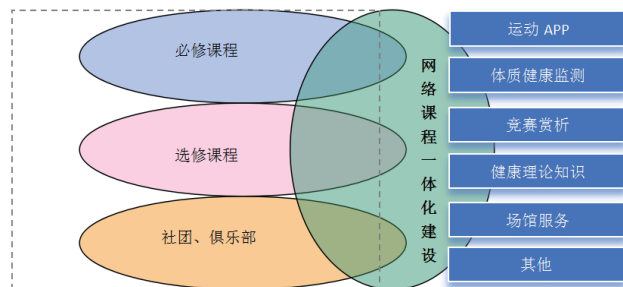 必修课程
选修课程
社团、俱乐部
网络课程一体化建设
运动 APP
体质健康监测
竞赛赏析
健康理论知识
场馆服务
其他